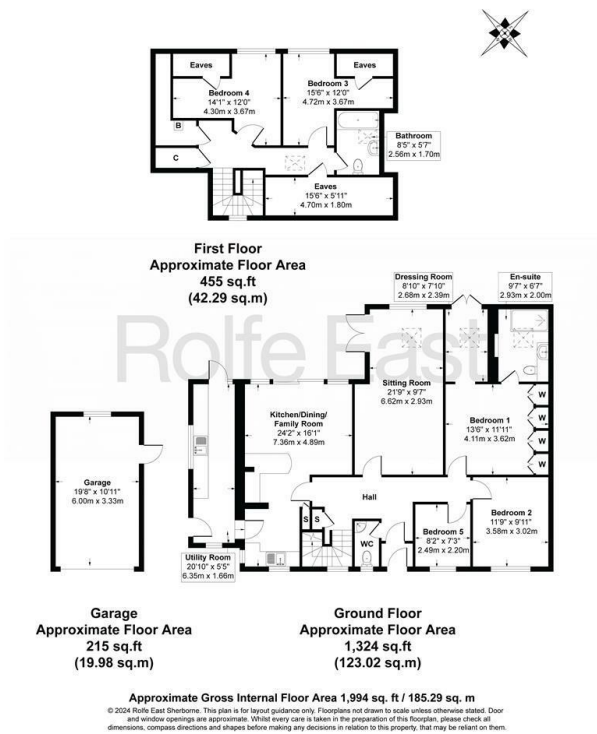 Eaves
Eaves
Bedroom 4
14'1" x 12'0"
4.30m x 3.67m
Bedroom 3
15'6" x 12'0"
4.72m x 3.67m
B
C
Bathroom
8'5" x 5'7"
2.56m x 1.70m
Eaves
15'6" x 5'11"
4.70m x 1.80m
First Floor
Approximate Floor Area
455 sq.ft
(42.29 sq.m)
Dressing Room
8'10" x 7'10"
2.68m x 2.39m
En-suite
9'7" x 6'7"
2.93m x 2.00m
Rolfe East
Sitting Room
21'9" x 9'7"
6.62m x 2.93m
Kitchen/Dining/
Family Room
24'2" x 16'1"
7.36m x 4.89m
Bedroom 1
13'6" x 11'11"
4.11m x 3.62m
W
W
W
W
Garage
19'8" x 10'11"
6.00m x 3.33m
Hall
S
S
WC
Bedroom 5
8'2" x 7'3"
2.49m x 2.20m
Bedroom 2
11'9" x 9'11"
3.58m x 3.02m
Utility Room
20'10" x 5'5"
6.35m x 1.66m
Garage
Approximate Floor Area
215 sq.ft
(19.98 sq.m)
Ground Floor
Approximate Floor Area
1,324 sq.ft
(123.02 sq.m)
Approximate Gross Internal Floor Area 1,994 sq. ft / 185.29 sq. m
© 2024 Rolfe East Sherborne. This plan is for layout guidance only. Floorplans not drawn to scale unless otherwise stated. Door
and window openings are approximate. Whilst every care is taken in the preparation of this floorplan, please check all
dimensions, compass directions and shapes before making any decisions in relation to this property, that may be reliant on them.